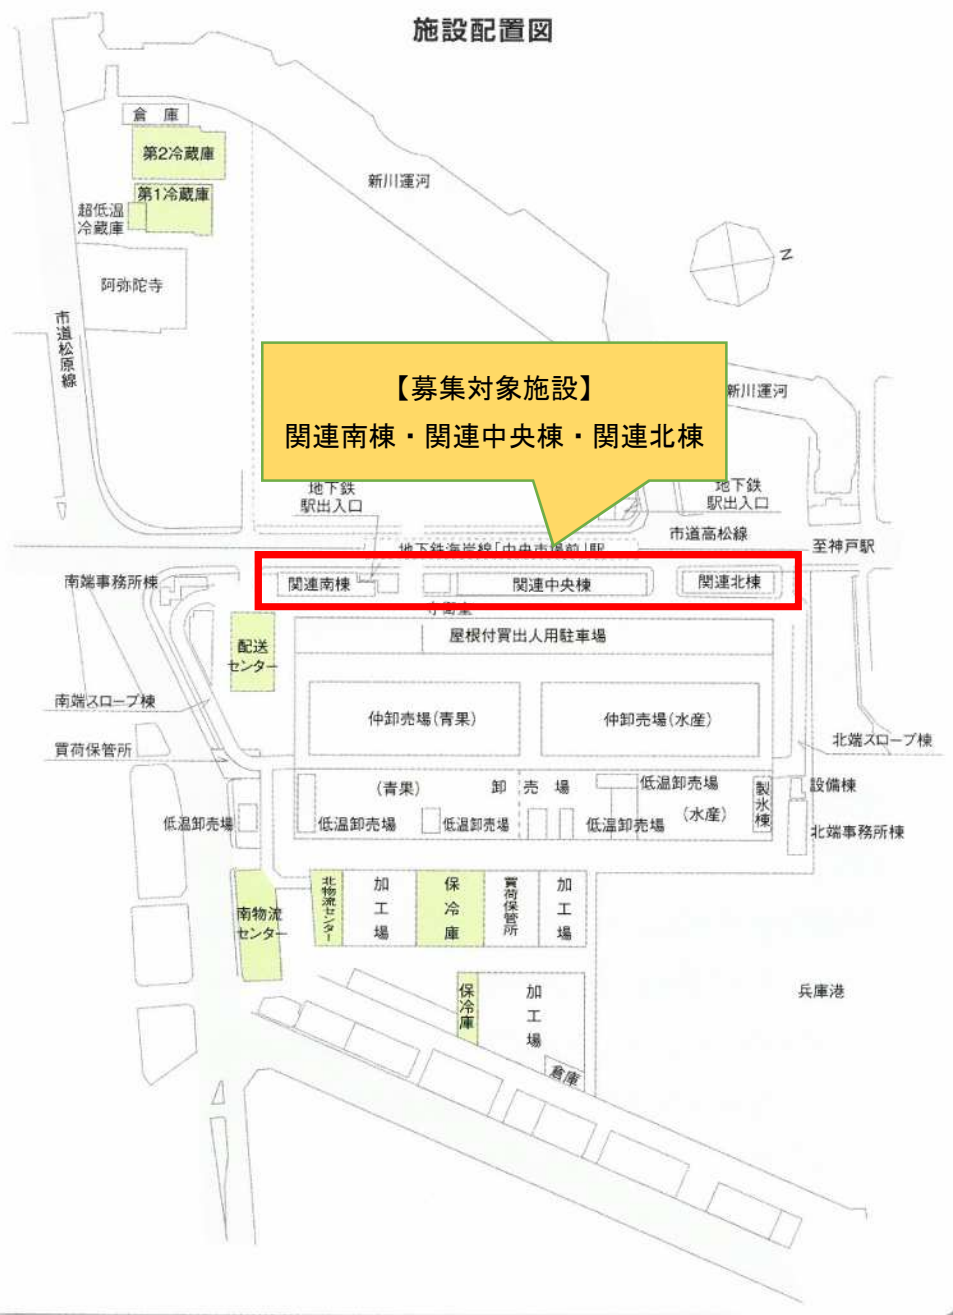 施設配置図
倉庫
第2冷蔵庫
新川運河
第1冷蔵庫
超低温
冷蔵庫
N
阿弥陀寺
市道松原線
【募集対象施設】
関連南棟・関連中央棟・関連北棟
新川運河
地下鉄
駅出入口
地下鉄
駅出入口
市道高松線
地下鉄海岸線「中央市場前」駅
至神戸駅
南端事務所棟
関連南棟
関連中央棟
関連北棟
屋根付買出人用駐車場
配送
センター
南端スロープ棟
仲卸売場(青果)
仲卸売場(水産)
北端スロープ棟
買荷保管所
(青果)
卸売場
低温卸売場
製氷棟
設備棟
低温卸売場
低温卸売場
低温卸売場
低温卸売場
(水産)
北端事務所棟
南物流
センター
北物流センター
加工場
保冷庫
買荷保管所
加工場
保冷庫
加工場
兵庫港
倉庫